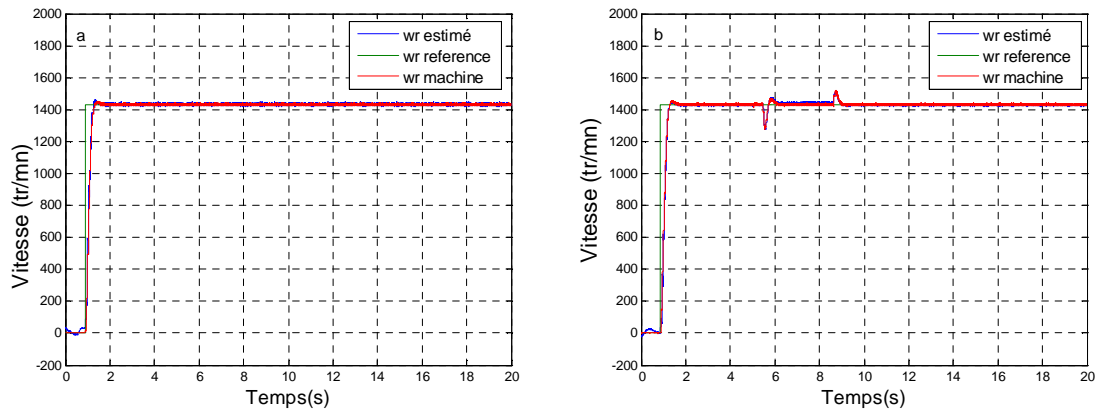 a
wr estimé
wr reference
wr machine
2000
1800
1600
1400
1200
1000
800
600
400
200
0
-200
0 2 4 6 8 10 12 14 16 18 20
Vitesse (tr/mn)
Temps(s)
b
wr estimé
wr reference
wr machine
2000
1800
1600
1400
1200
1000
800
600
400
200
0
-200
0 2 4 6 8 10 12 14 16 18 20
Vitesse (tr/mn)
Temps(s)